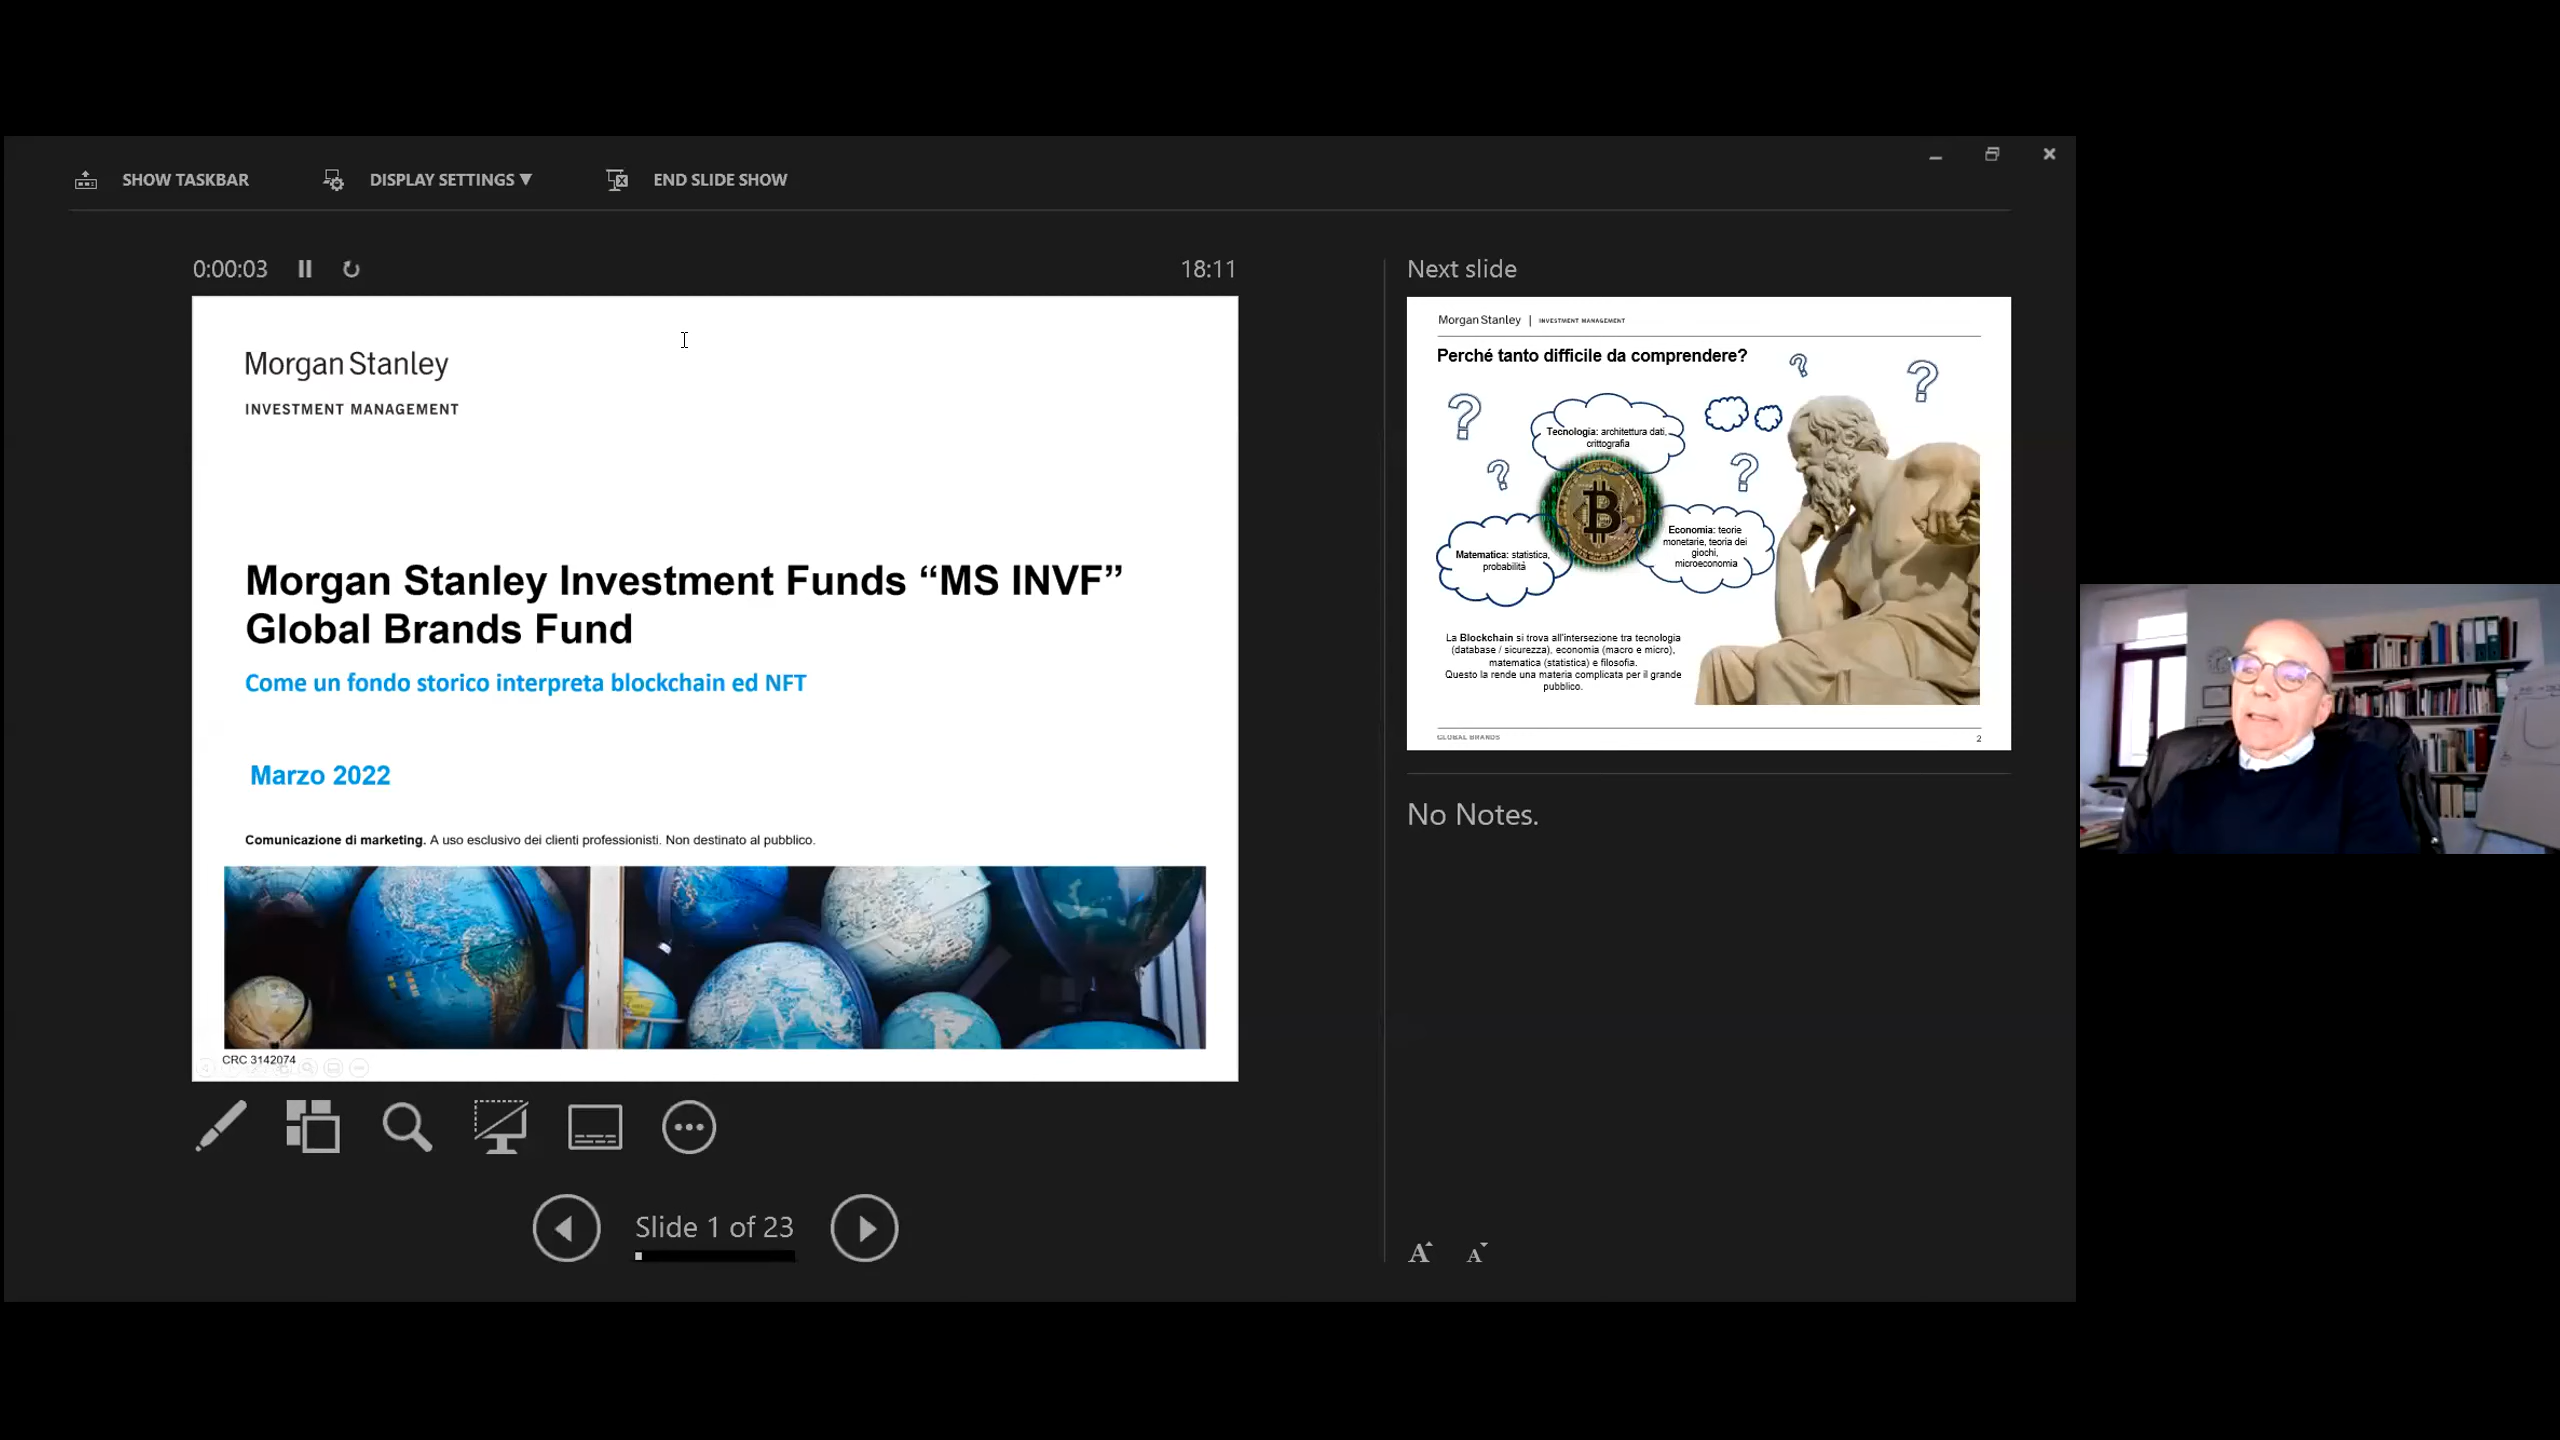 SHOW TASKBAR
DISPLAY SETTINGS ▼
END SLIDE SHOW
0:00:03
18:11
Morgan Stanley
INVESTMENT MANAGEMENT
Morgan Stanley Investment Funds “MS INVF”
Global Brands Fund
Come un fondo storico interpreta blockchain ed NFT
Marzo 2022
Comunicazione di marketing. A uso esclusivo dei clienti professionisti. Non destinato al pubblico.
CRC 3142074
Slide 1 of 23
Next slide
Morgan Stanley | INVESTMENT MANAGEMENT
Perché tanto difficile da comprendere?
Tecnologia: architettura dati,
crittografia
Matematica: statistica,
probabilità
Economia: teorie
monetarie, teoria dei
giochi,
microeconomia
La Blockchain si trova all'intersezione tra tecnologia
(database / sicurezza), economia (macro e micro),
matematica (statistica) e filosofia.
Questo la rende una materia complicata per il grande
pubblico.
GLOBAL BRANDS
2
No Notes.
A A